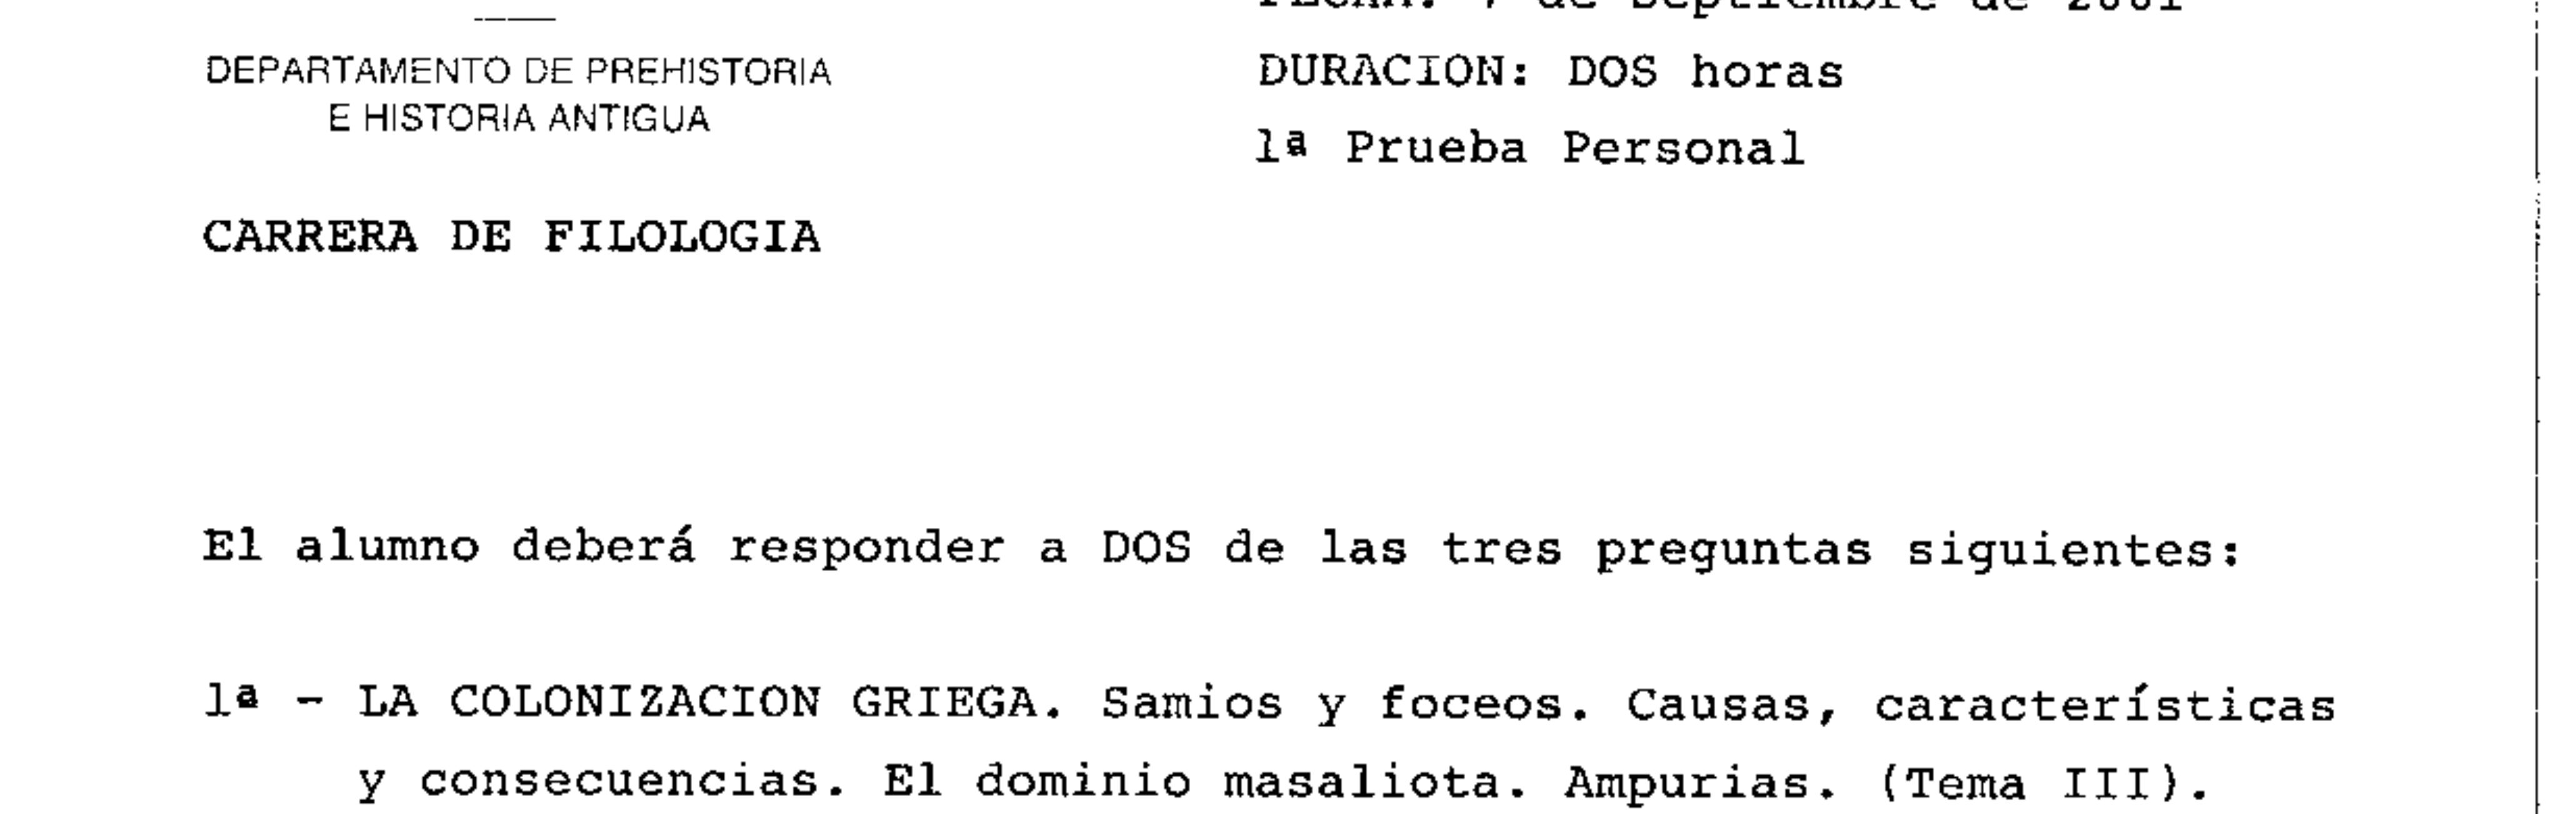 FECHA: 7 de Septiembre de 2001
DEPARTAMENTO DE PREHISTORIA
E HISTORIA ANTIGUA
DURACION: DOS horas
1ª Prueba Personal
CARRERA DE FILOLOGIA
El alumno deberá responder a DOS de las tres preguntas siguientes:
1ª - LA COLONIZACION GRIEGA. Samios y foceos. Causas, características
y consecuencias. El dominio masaliota. Ampurias. (Tema III).